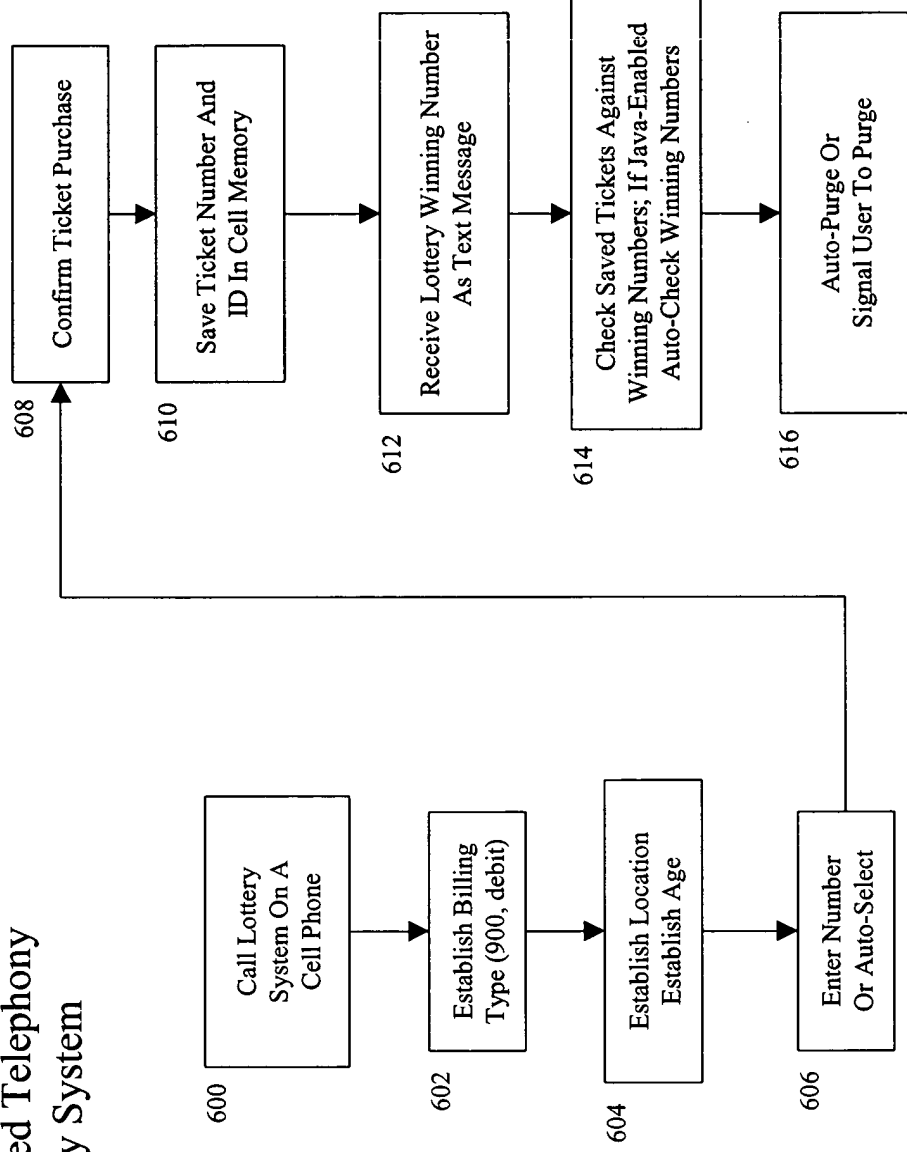 Telephony
System
600
Call Lottery
System On A
Cell Phone
602
Establish Billing
Type (900, debit)
604
Establish Location
Establish Age
606
Enter Number
Or Auto-Select
608
Confirm Ticket Purchase
610
Save Ticket Number And
ID In Cell Memory
612
Receive Lottery Winning Number
As Text Message
614
Check Saved Tickets Against
Winning Numbers; If Java-Enabled
Auto-Check Winning Numbers
616
Auto-Purge Or
Signal User To Purge